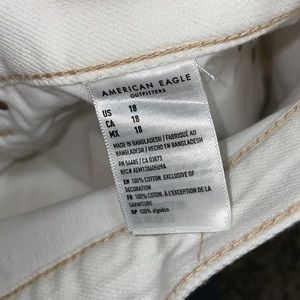 AMERICAN EAGLE
OUTFITTERS
US 18
CA 18
MX 18
MADE IN BANGLADESH / FABRIQUÉ AU
BANGLADESH / HECHO EN BANGLADESH
RN 54485 / CA 03873
EN 100% COTTON. EXCLUSIVE OF
DECORATION
FR 100% COTON. À L'EXCEPTION DE LA
GARNITURE
SP 100% algodón